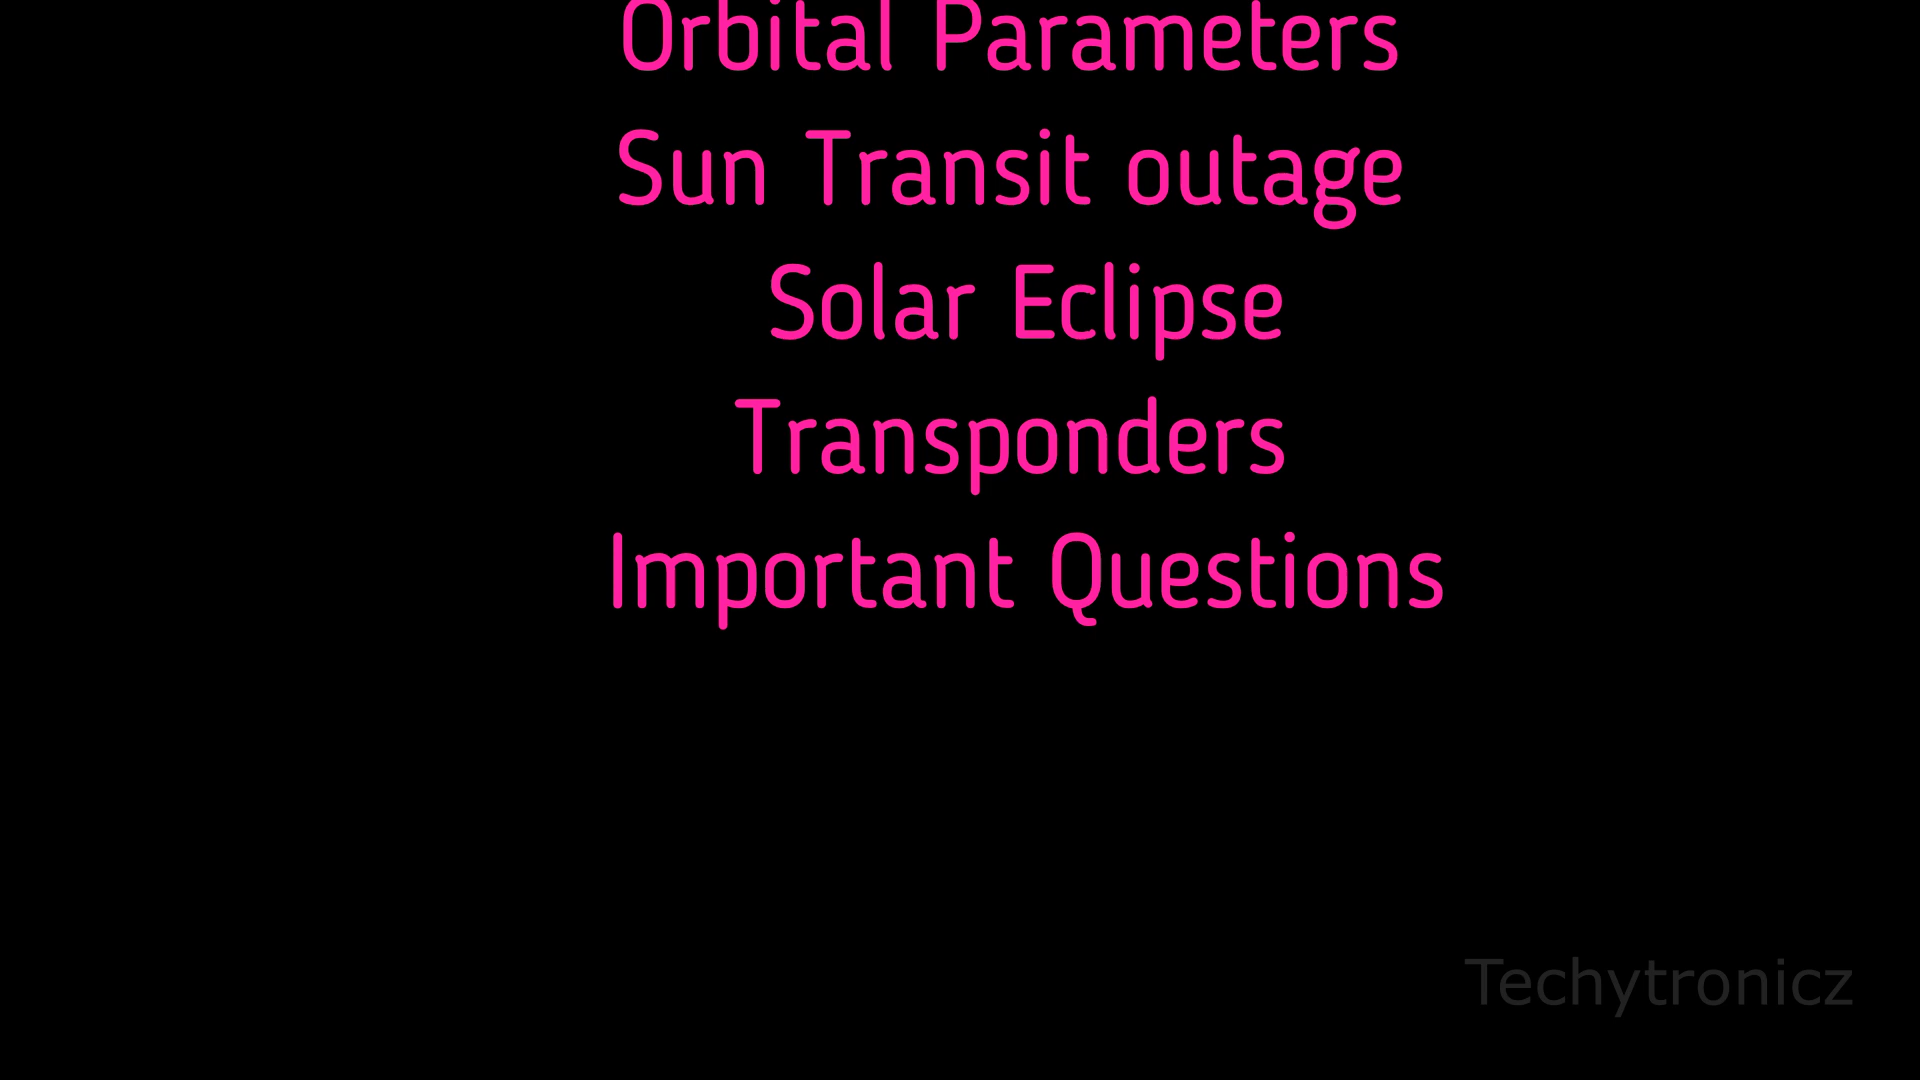 Orbital Parameters
Sun Transit outage
Solar Eclipse
Transponders
Important Questions
Techytronicz